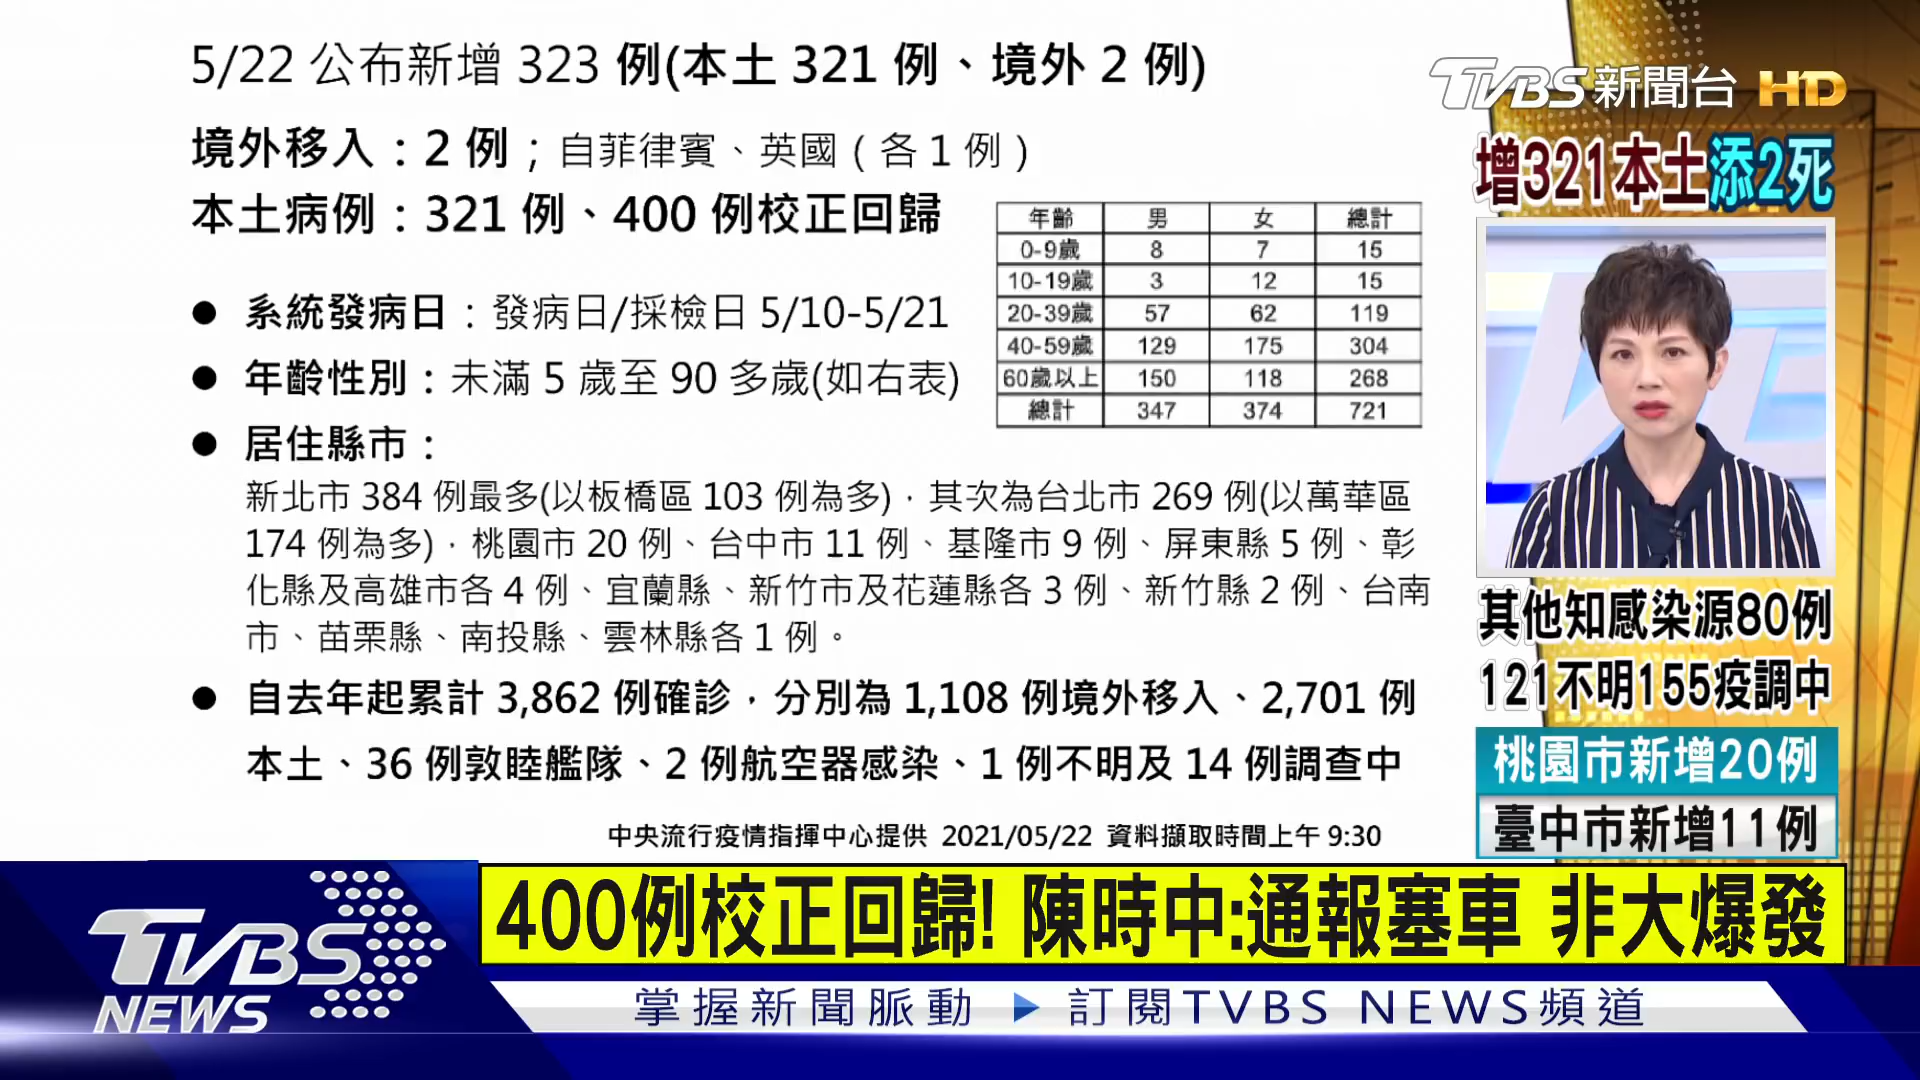 5/22 公布新增 323 例(本土 321 例、境外 2 例)
境外移入：2 例；自菲律賓、英國（各 1 例）
本土病例：321 例、400 例校正回歸
年齡 男 女 總計
0-9歲 8 7 15
10-19歲 3 12 15
20-39歲 57 62 119
40-59歲 129 175 304
60歲以上 150 118 268
總計 347 374 721
● 系統發病日：發病日/採檢日 5/10-5/21
● 年齡性別：未滿 5 歲至 90 多歲(如右表)
● 居住縣市：
新北市 384 例最多(以板橋區 103 例為多)，其次為台北市 269 例(以萬華區
174 例為多)，桃園市 20 例、台中市 11 例、基隆市 9 例、屏東縣 5 例、彰
化縣及高雄市各 4 例、宜蘭縣、新竹市及花蓮縣各 3 例、新竹縣 2 例、台南
市、苗栗縣、南投縣、雲林縣各 1 例。
● 自去年起累計 3,862 例確診，分別為 1,108 例境外移入、2,701 例
本土、36 例敦睦艦隊、2 例航空器感染、1 例不明及 14 例調查中
中央流行疫情指揮中心提供 2021/05/22 資料擷取時間上午 9:30
TVBS新聞台 HD
增321本土添2死
其他知感染源80例
121不明155疫調中
桃園市新增20例
臺中市新增11例
400例校正回歸! 陳時中:通報塞車 非大爆發
TVBS
NEWS
掌握新聞脈動 ▶ 訂閱TVBS NEWS頻道